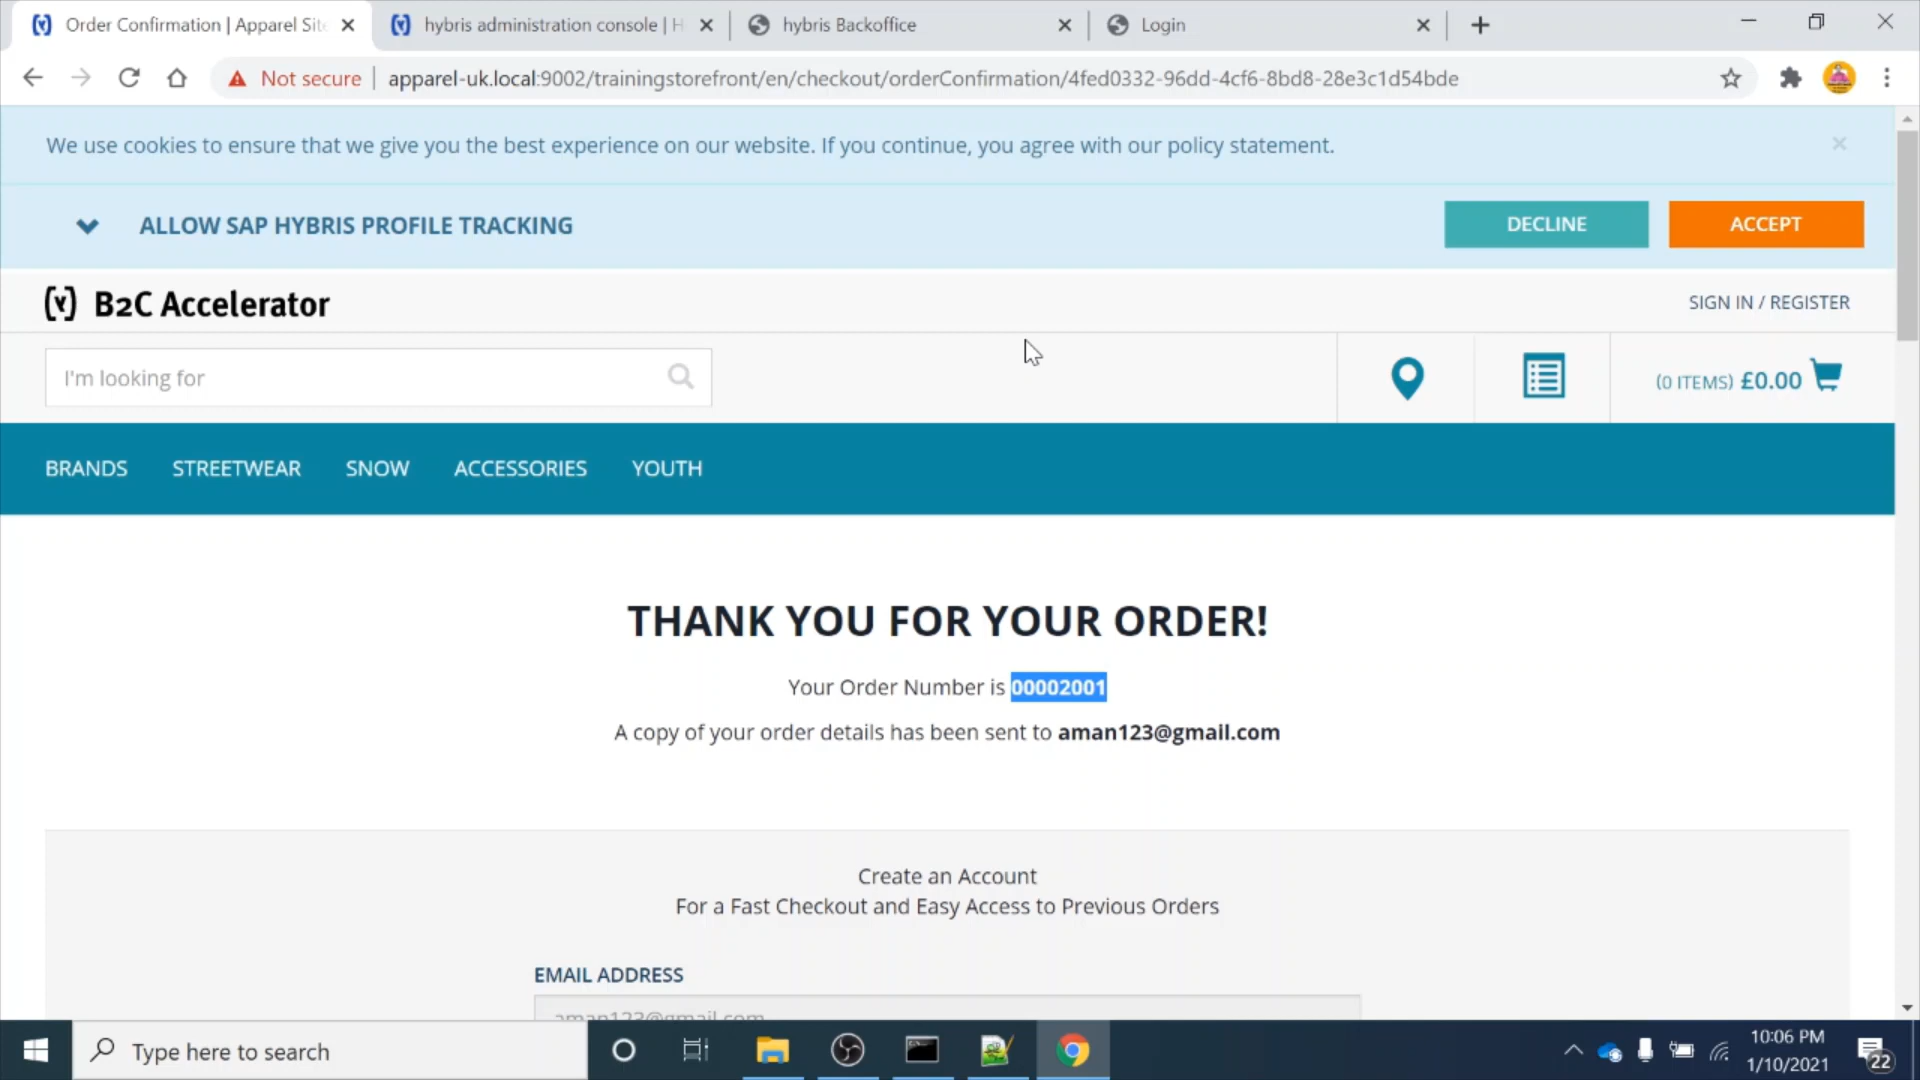 Order Confirmation | Apparel Site
hybris administration console | H
hybris Backoffice
Login
Not secure
apparel-uk.local:9002/trainingstorefront/en/checkout/orderConfirmation/4fed0332-96dd-4cf6-8bd8-28e3c1d54bde
We use cookies to ensure that we give you the best experience on our website. If you continue, you agree with our policy statement.
ALLOW SAP HYBRIS PROFILE TRACKING
DECLINE
ACCEPT
(y) B2C Accelerator
SIGN IN / REGISTER
I'm looking for
(0 ITEMS) £0.00
BRANDS STREETWEAR SNOW ACCESSORIES YOUTH
THANK YOU FOR YOUR ORDER!
Your Order Number is 00002001
A copy of your order details has been sent to aman123@gmail.com
Create an Account
For a Fast Checkout and Easy Access to Previous Orders
EMAIL ADDRESS
aman123@gmail.com
Type here to search
10:06 PM
1/10/2021
22